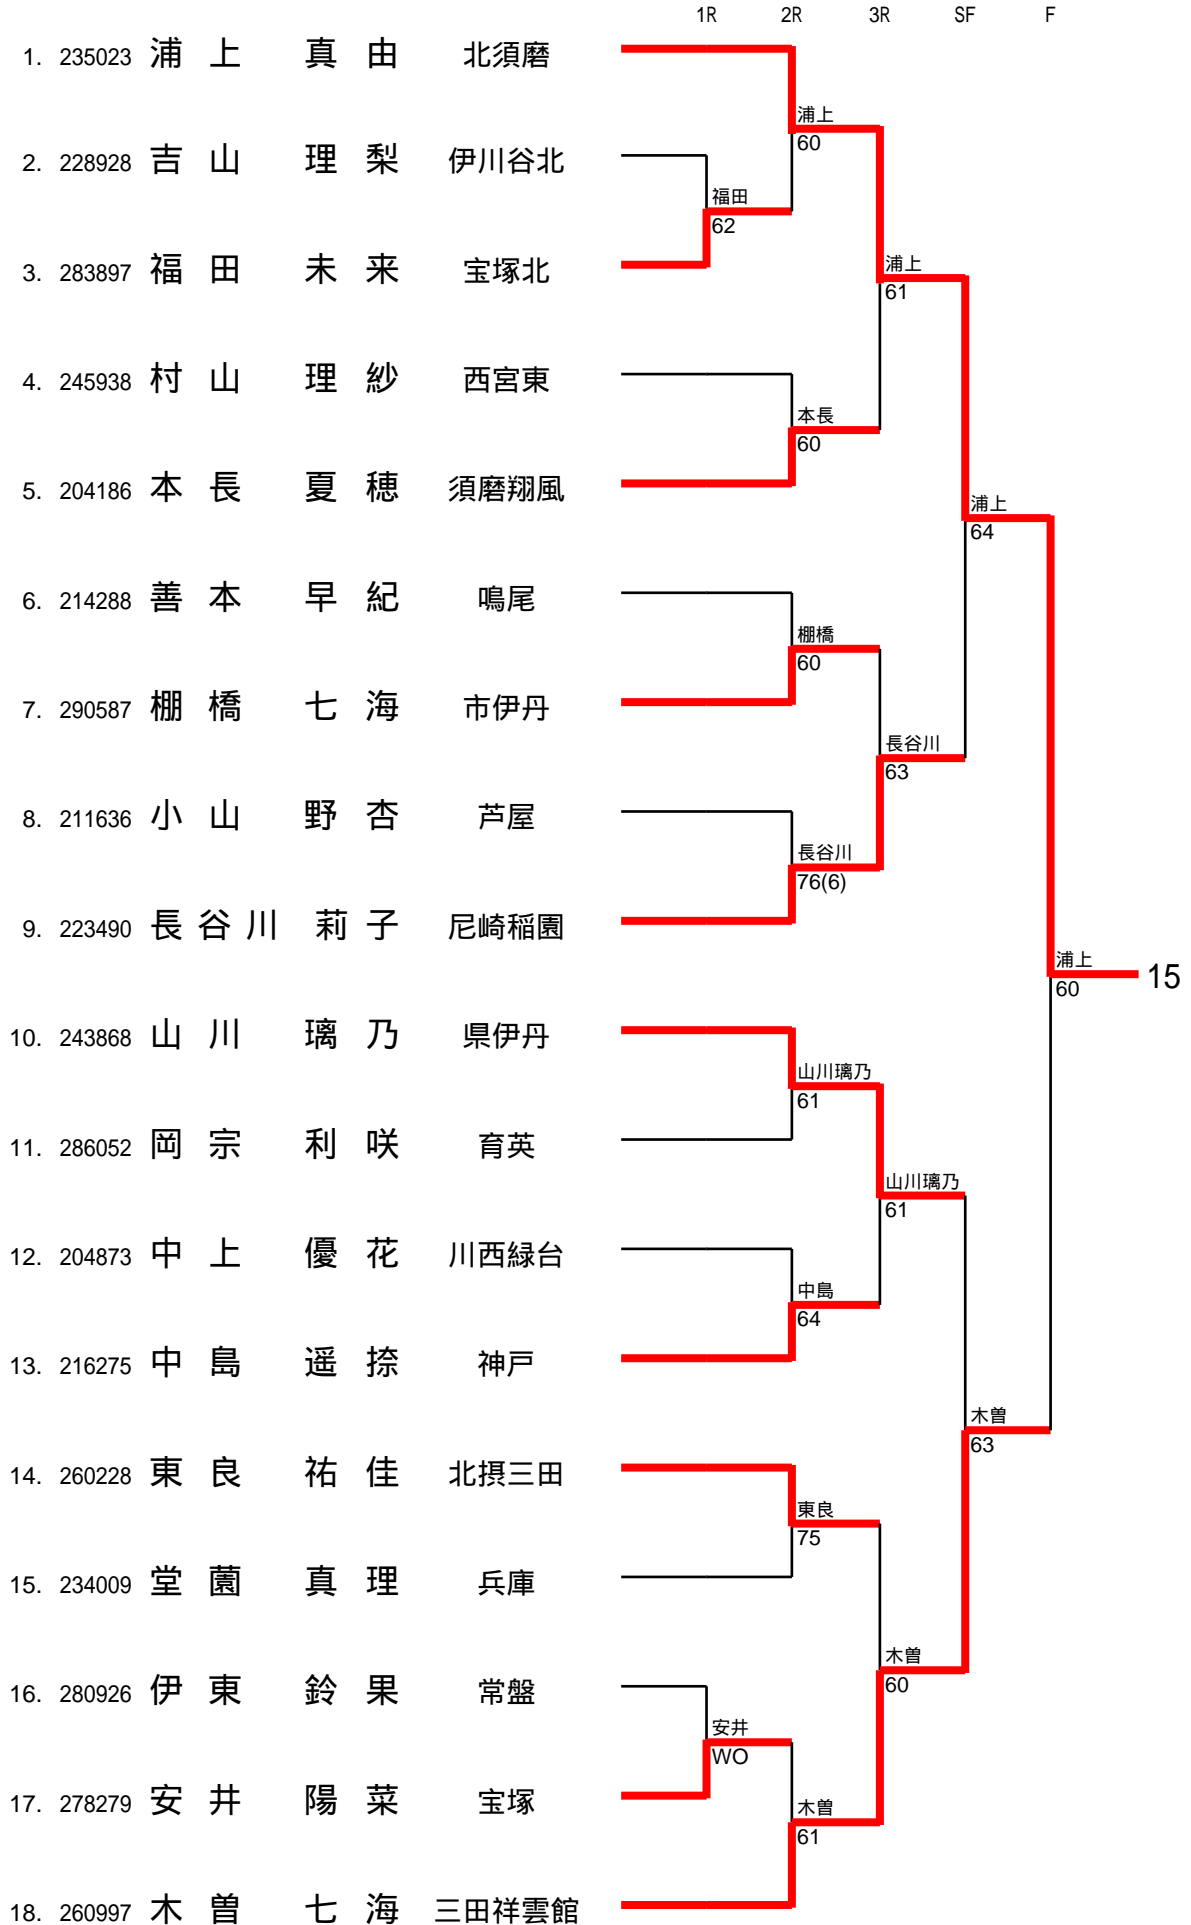 1R 2R 3R SF F
1. 235023 浦上 真由 北須磨
浦上
60
2. 228928 吉山 理梨 伊川谷北
福田
62
3. 283897 福田 未来 宝塚北
浦上
61
4. 245938 村山 理紗 西宮東
本長
60
5. 204186 本長 夏穂 須磨翔風
浦上
64
6. 214288 善本 早紀 鳴尾
棚橋
60
7. 290587 棚橋 七海 市伊丹
長谷川
63
8. 211636 小山 野杏 芦屋
長谷川
76(6)
9. 223490 長谷川 莉子 尼崎稲園
浦上
60
15
10. 243868 山川 璃乃 県伊丹
山川璃乃
61
11. 286052 岡宗 利咲 育英
山川璃乃
61
12. 204873 中上 優花 川西緑台
中島
64
13. 216275 中島 遥捺 神戸
木曽
63
14. 260228 東良 祐佳 北摂三田
東良
75
15. 234009 堂薗 真理 兵庫
木曽
60
16. 280926 伊東 鈴果 常盤
安井
WO
17. 278279 安井 陽菜 宝塚
木曽
61
18. 260997 木曽 七海 三田祥雲館